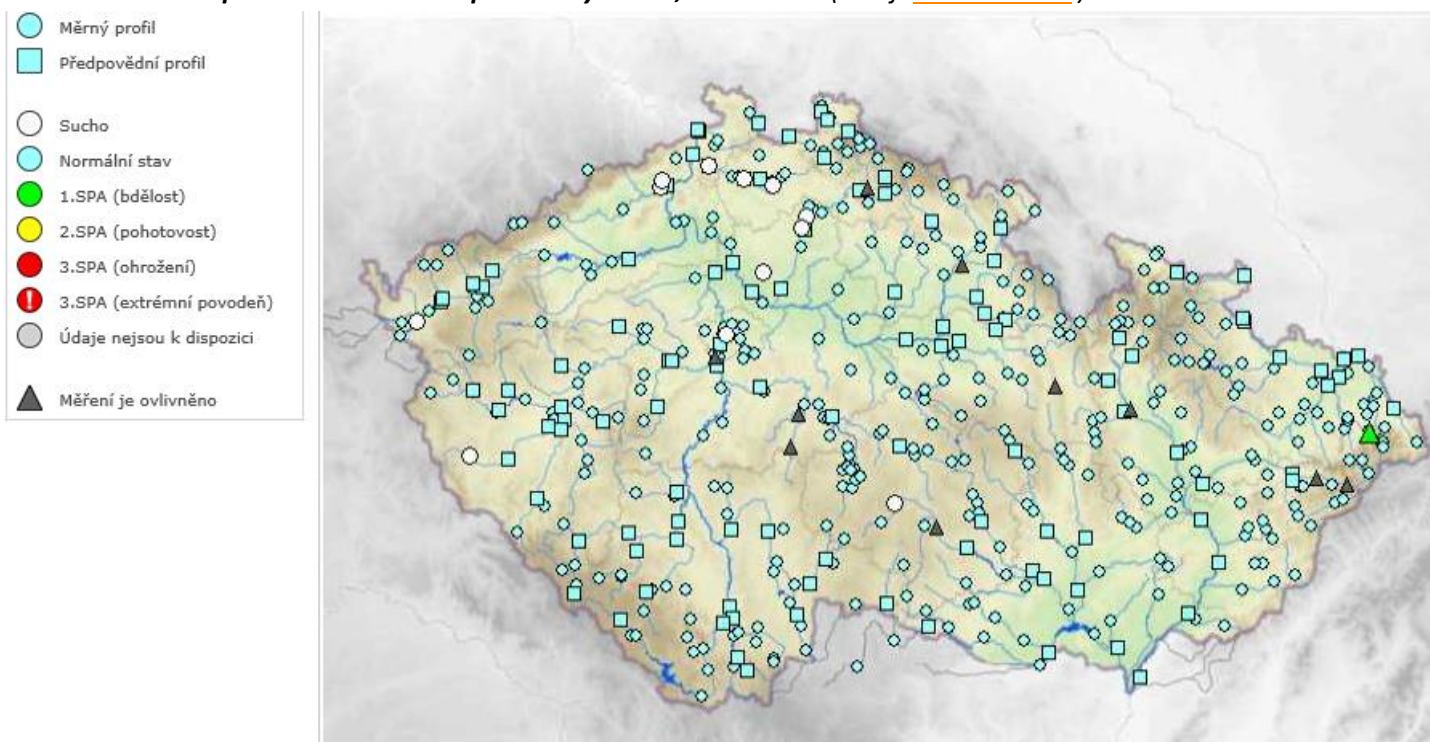 Měrný profil
Předpovědní profil
Sucho
Normální stav
1.SPA (bdělost)
2.SPA (pohotovost)
3.SPA (ohrožení)
3.SPA (extrémní povodeň)
Údaje nejsou k dispozici
Měření je ovlivněno